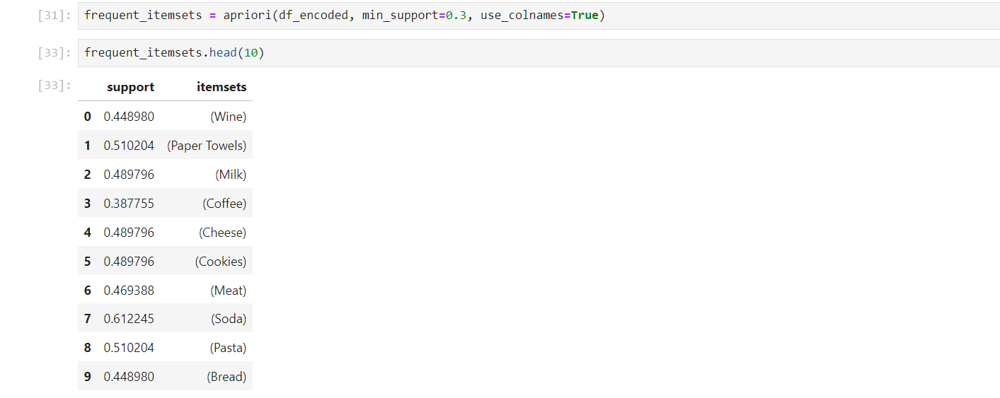 [31]: frequent_itemsets = apriori(df_encoded, min_support=0.3, use_colnames=True)
[33]: frequent_itemsets.head(10)
[33]:
support itemsets
0 0.448980 (Wine)
1 0.510204 (Paper Towels)
2 0.489796 (Milk)
3 0.387755 (Coffee)
4 0.489796 (Cheese)
5 0.489796 (Cookies)
6 0.469388 (Meat)
7 0.612245 (Soda)
8 0.510204 (Pasta)
9 0.448980 (Bread)